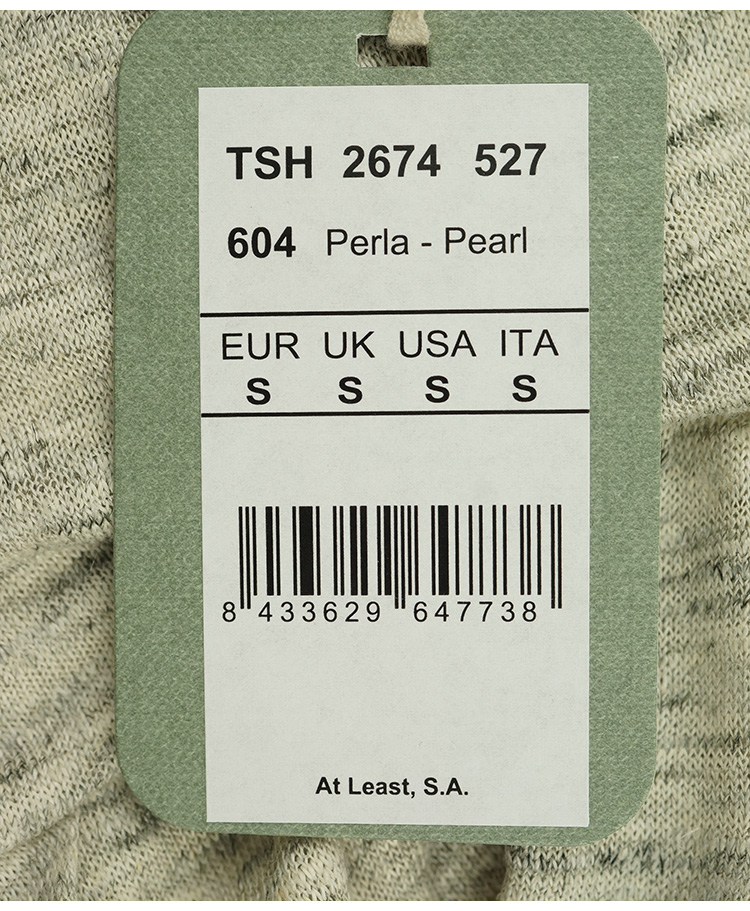 TSH 2674 527
604 Perla - Pearl
EUR UK USA ITA
S S S S
8 433629 647738
At Least, S.A.